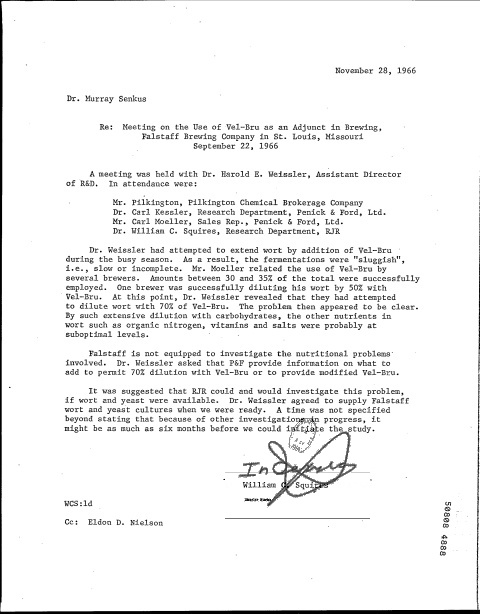 November 28, 1966
Dr. Murray Senkus
Re: Meeting on the Use of Vel-Bru as an Adjunct in Brewing,
Falstaff Brewing Company in St. Louis, Missouri
September 22, 1966
A meeting was held with Dr. Harold E. Weissler, Assistant Director
of R&D. In attendance were:
Mr. Pilkington, Pilkington Chemical Brokerage Company
Dr. Carl Kessler, Research Department, Penick & Ford, Ltd.
Mr. Carl Moeller, Sales Rep., Penick & Ford, Ltd.
Dr. William C. Squires, Research Department, RJR
Dr. Weissler had attempted to extend wort by addition of Vel-Bru
during the busy season. As a result, the fermentations were "sluggish",
i.e., slow or incomplete. Mr. Moeller related the use of Vel-Bru by
several brewers. Amounts between 30 and 35% of the total were successfully
employed. One brewer was successfully diluting his wort by 50% with
Vel-Bru. At this point, Dr. Weissler revealed that they had attempted
to dilute wort with 70% of Vel-Bru. The problem then appeared to be clear.
By such extensive dilution with carbohydrates, the other nutrients in
wort such as organic nitrogen, vitamins and salts were probably at
suboptimal levels.
Falstaff is not equipped to investigate the nutritional problems
involved. Dr. Weissler asked that P&F provide information on what to
add to permit 70% dilution with Vel-Bru or to provide modified Vel-Bru.
It was suggested that RJR could and would investigate this problem,
if wort and yeast were available. Dr. Weissler agreed to supply Falstaff
wort and yeast cultures when we were ready. A time was not specified
beyond stating that because of other investigations in progress, it
might be as much as six months before we could initiate the study.
William C. Squires
WCS:ld
Cc: Eldon D. Nielson
50808 4888